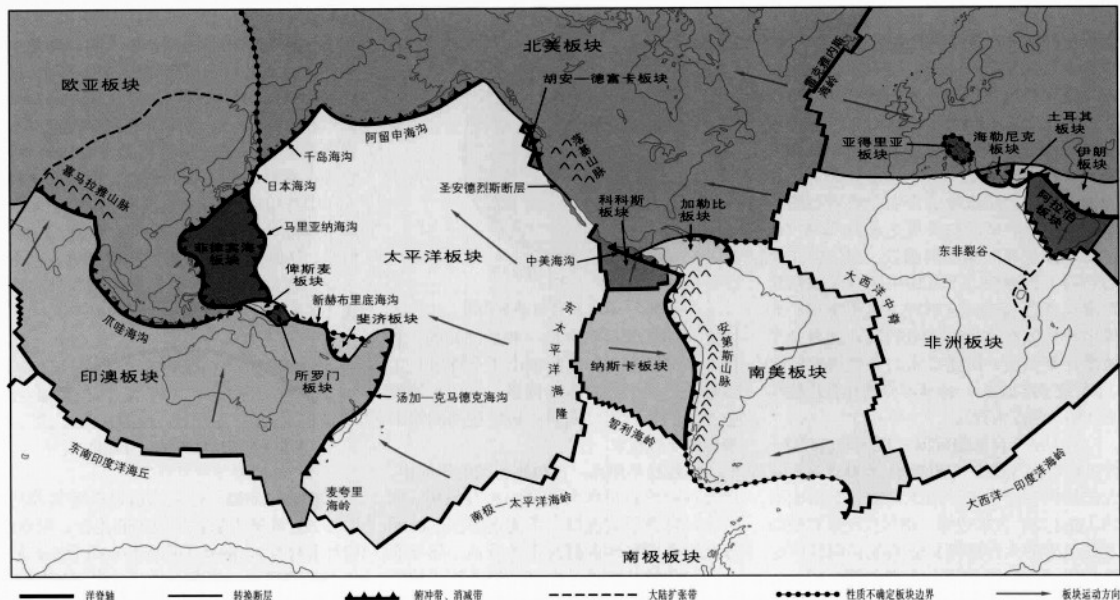 北美板块
欧亚板块
胡安—德富卡板块
雷克雅内斯
海岭
阿留申海沟
千岛海沟
落基山脉
土耳其
板块
亚得里亚
板块
海勒尼克
板块
伊朗
板块
喜马拉雅山脉
日本海沟
圣安德烈斯断层
科科斯
板块
加勒比
板块
阿拉伯
板块
菲律宾海
板块
马里亚纳海沟
太平洋板块
中美海沟
东非裂谷
俾斯麦
板块
新赫布里底海沟
斐济板块
大西洋中脊
爪哇海沟
东太平洋海隆
安第斯山脉
非洲板块
印澳板块
所罗门
板块
纳斯卡板块
南美板块
汤加—克马德克海沟
智利海岭
东南印度洋海丘
麦夸里
海岭
南极—太平洋海岭
大西洋—印度洋海岭
南极板块
洋脊轴
转换断层
俯冲带、消减带
大陆扩张带
性质不确定板块边界
板块运动方向